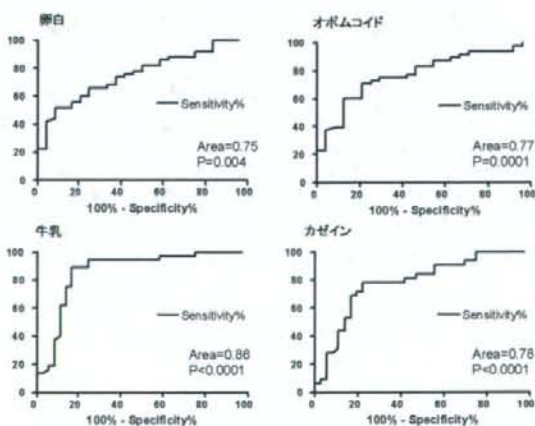 卵白
100
80
60
40
20
0
Sensitivity%
Area=0.75
P=0.004
0 20 40 60 80 100
100% - Specificity%
オボムコイド
100
80
60
40
20
0
Sensitivity%
Area=0.77
P=0.0001
0 20 40 60 80 100
100% - Specificity%
牛乳
100
80
60
40
20
0
Sensitivity%
Area=0.86
P<0.0001
0 20 40 60 80 100
100% - Specificity%
カゼイン
100
80
60
40
20
0
Sensitivity%
Area=0.78
P<0.0001
0 20 40 60 80 100
100% - Specificity%